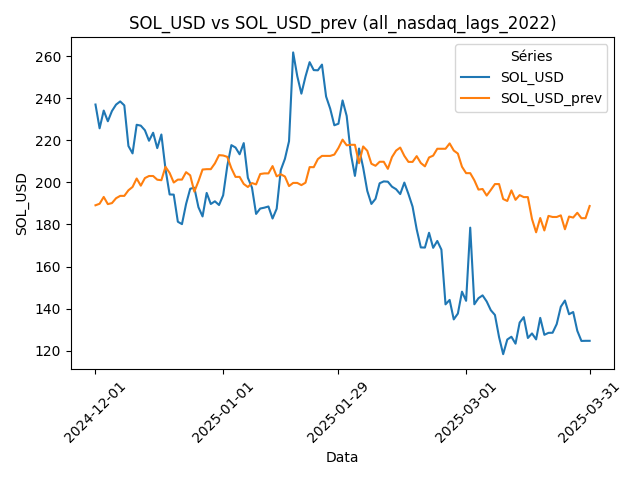 SOL_USD vs SOL_USD_prev (all_nasdaq_lags_2022)
Séries
SOL_USD
SOL_USD_prev
SOL_USD
260
240
220
200
180
160
140
120
2024-12-01
2025-01-01
2025-01-29
2025-03-01
2025-03-31
Data